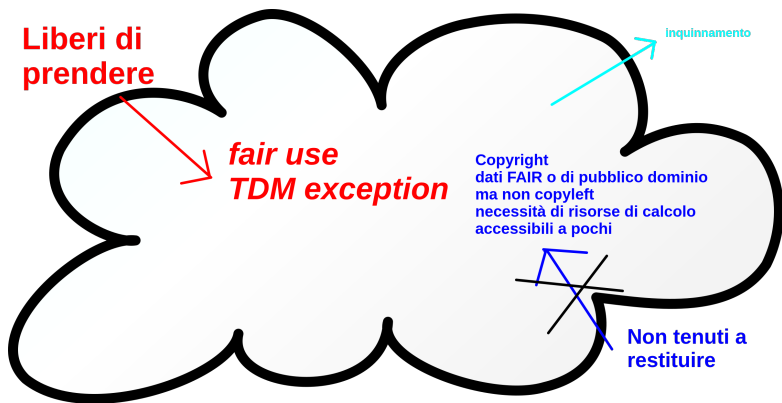 Liberi di
prendere
inquinnamento
fair use
TDM exception
Copyright
dati FAIR o di pubblico dominio
ma non copyleft
necessità di risorse di calcolo
accessibili a pochi
Non tenuti a
restituire